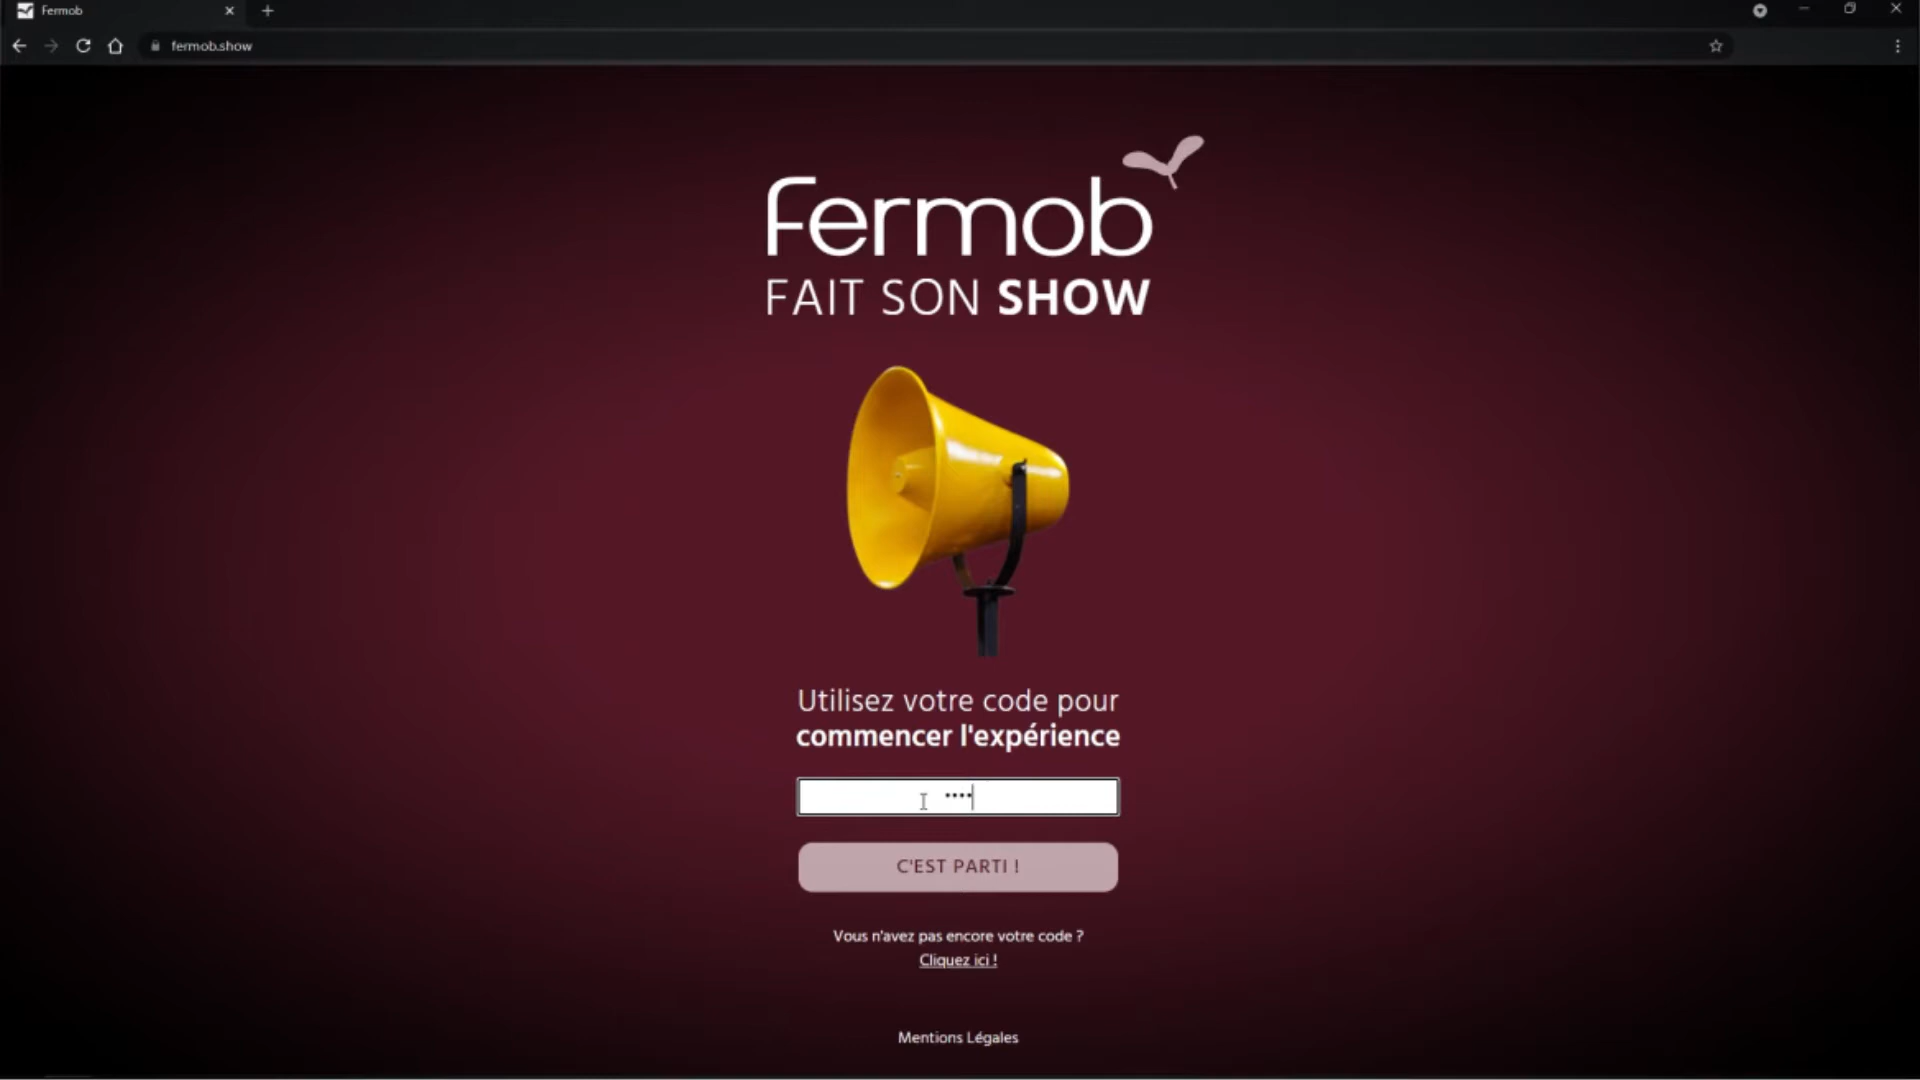 Fermob
fermob.show
Fermob
FAIT SON SHOW
Utilisez votre code pour
commencer l'expérience
••••
C'EST PARTI !
Vous n'avez pas encore votre code ?
Cliquez ici !
Mentions Légales